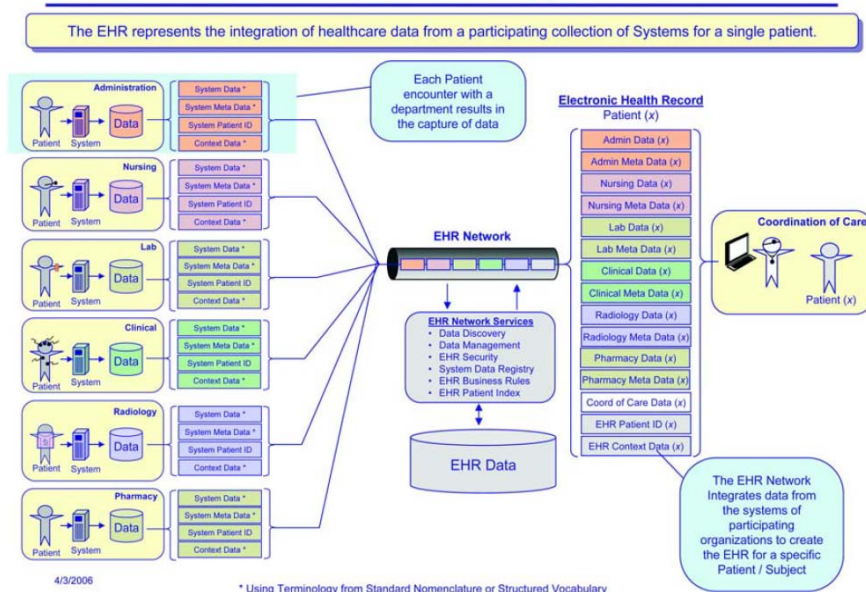 The EHR represents the integration of healthcare data from a participating collection of Systems for a single patient.
Administration
Patient
System
Data
System Data *
System Meta Data *
System Patient ID
Context Data *
Nursing
Patient
System
Data
System Data *
System Meta Data *
System Patient ID
Context Data *
Lab
Patient
System
Data
System Data *
System Meta Data *
System Patient ID
Context Data *
Clinical
Patient
System
Data
System Data *
System Meta Data *
System Patient ID
Context Data *
Radiology
Patient
System
Data
System Data *
System Meta Data *
System Patient ID
Context Data *
Pharmacy
Patient
System
Data
System Data *
System Meta Data *
System Patient ID
Context Data *
Each Patient
encounter with a
department results in
the capture of data
EHR Network
EHR Network Services
• Data Discovery
• Data Management
• EHR Security
• System Data Registry
• EHR Business Rules
• EHR Patient Index
EHR Data
Electronic Health Record
Patient (x)
Admin Data (x)
Admin Meta Data (x)
Nursing Data (x)
Nursing Meta Data (x)
Lab Data (x)
Lab Meta Data (x)
Clinical Data (x)
Clinical Meta Data (x)
Radiology Data (x)
Radiology Meta Data (x)
Pharmacy Data (x)
Pharmacy Meta Data (x)
Coord of Care Data (x)
EHR Patient ID (x)
EHR Context Data (x)
Coordination of Care
Patient (x)
The EHR Network
Integrates data from
the systems of
participating
organizations to create
the EHR for a specific
Patient / Subject
4/3/2006
* Using Terminology from Standard Nomenclature or Structured Vocabulary